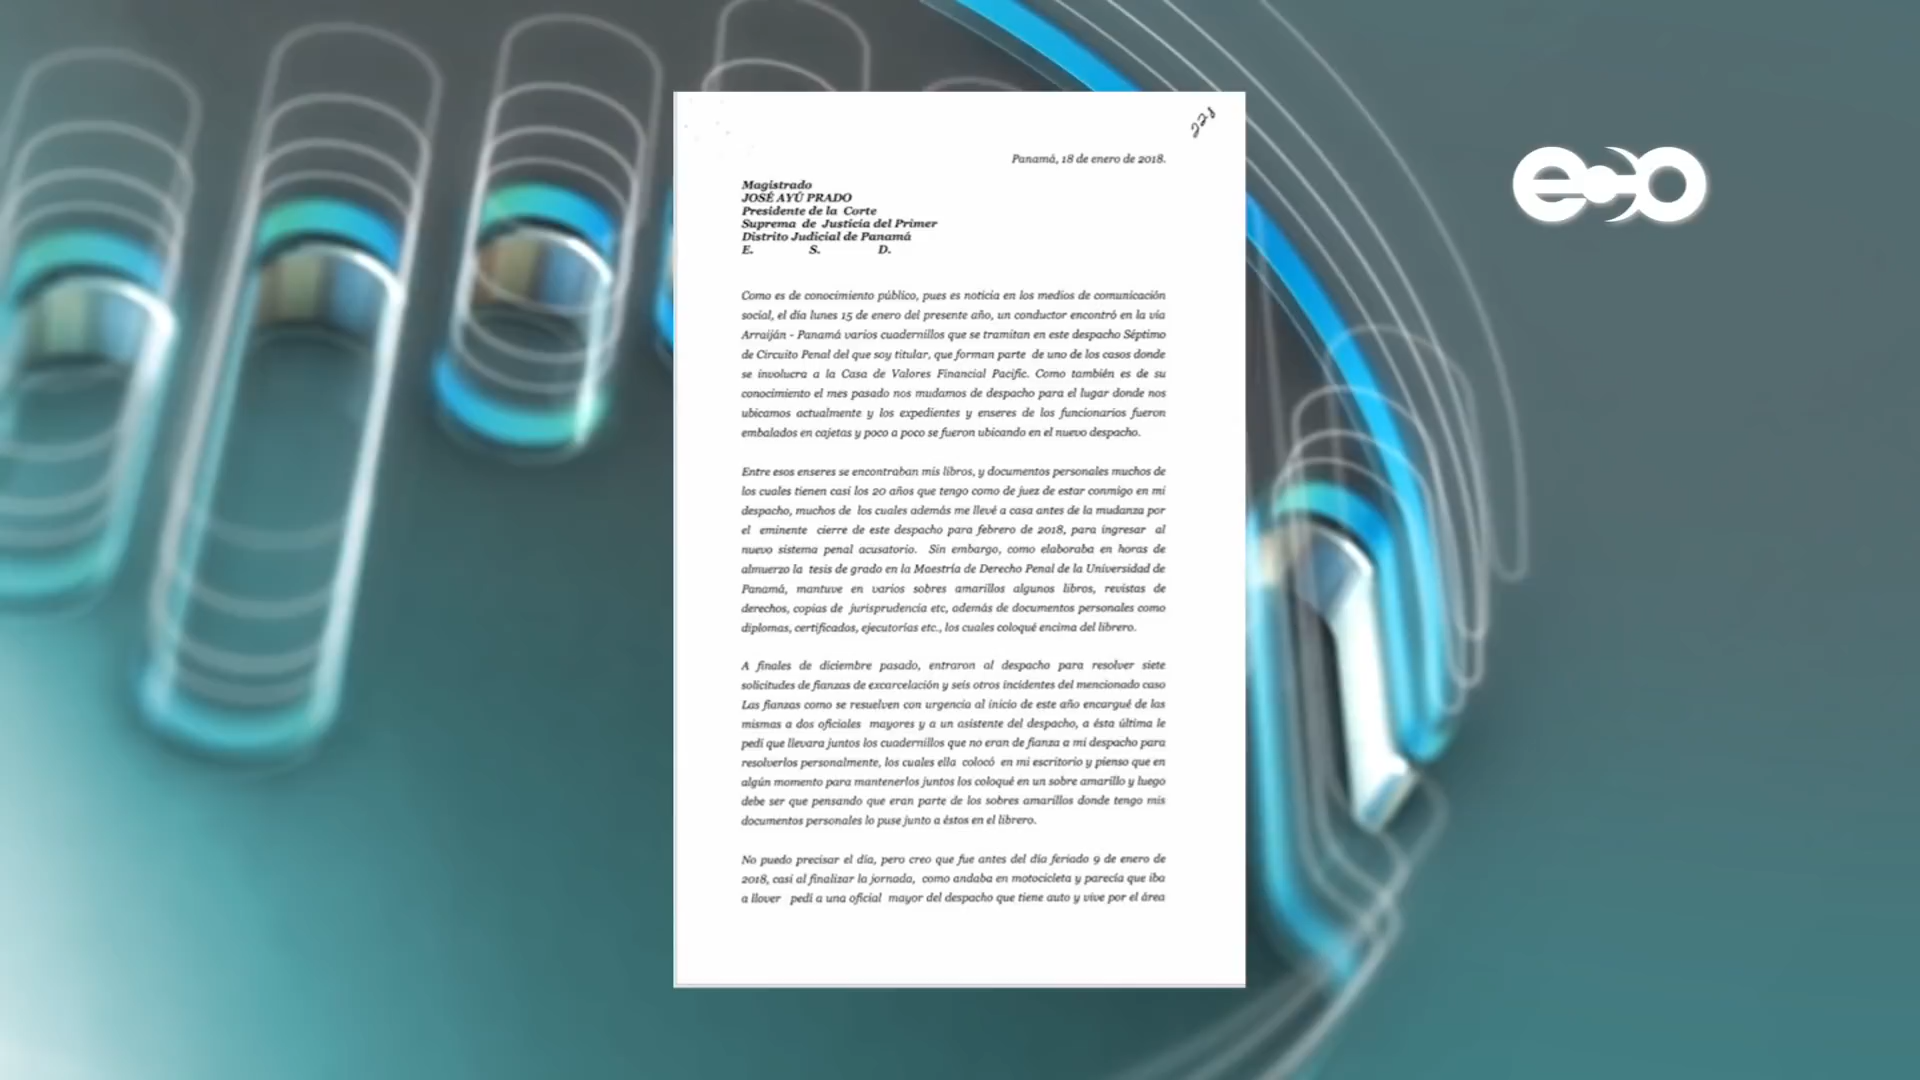 eco
228
Panamá, 18 de enero de 2018.
Magistrado
JOSÉ AYÚ PRADO
Presidente de la Corte
Suprema de Justicia del Primer
Distrito Judicial de Panamá
E. S. D.
Como es de conocimiento público, pues es noticia en los medios de comunicación
social, el día lunes 15 de enero del presente año, un conductor encontró en la vía
Arraiján - Panamá varios cuadernillos que se tramitan en este despacho Séptimo
de Circuito Penal del que soy titular, que forman parte de uno de los casos donde
se involucra a la Casa de Valores Financial Pacific. Como también es de su
conocimiento el mes pasado nos mudamos de despacho para el lugar donde nos
ubicamos actualmente y los expedientes y enseres de los funcionarios fueron
embalados en cajetas y poco a poco se fueron ubicando en el nuevo despacho.
Entre esos enseres se encontraban mis libros, y documentos personales muchos de
los cuales tienen casi los 20 años que tengo como de juez de estar conmigo en mi
despacho, muchos de los cuales además me llevé a casa antes de la mudanza por
el eminente cierre de este despacho para febrero de 2018, para ingresar al
nuevo sistema penal acusatorio. Sin embargo, como elaboraba en horas de
almuerzo la tesis de grado en la Maestría de Derecho Penal de la Universidad de
Panamá, mantuve en varios sobres amarillos algunos libros, revistas de
derechos, copias de jurisprudencia etc, además de documentos personales como
diplomas, certificados, ejecutorias etc., los cuales coloqué encima del librero.
A finales de diciembre pasado, entraron al despacho para resolver siete
solicitudes de fianzas de excarcelación y seis otros incidentes del mencionado caso
Las fianzas como se resuelven con urgencia al inicio de este año encargué de las
mismas a dos oficiales mayores y a un asistente del despacho, a ésta última le
pedí que llevara juntos los cuadernillos que no eran de fianza a mi despacho para
resolverlos personalmente, los cuales ella colocó en mi escritorio y pienso que en
algún momento para mantenerlos juntos los coloqué en un sobre amarillo y luego
debe ser que pensando que eran parte de los sobres amarillos donde tengo mis
documentos personales lo puse junto a éstos en el librero.
No puedo precisar el día, pero creo que fue antes del día feriado 9 de enero de
2018, casi al finalizar la jornada, como andaba en motocicleta y parecía que iba
a llover pedí a una oficial mayor del despacho que tiene auto y vive por el área